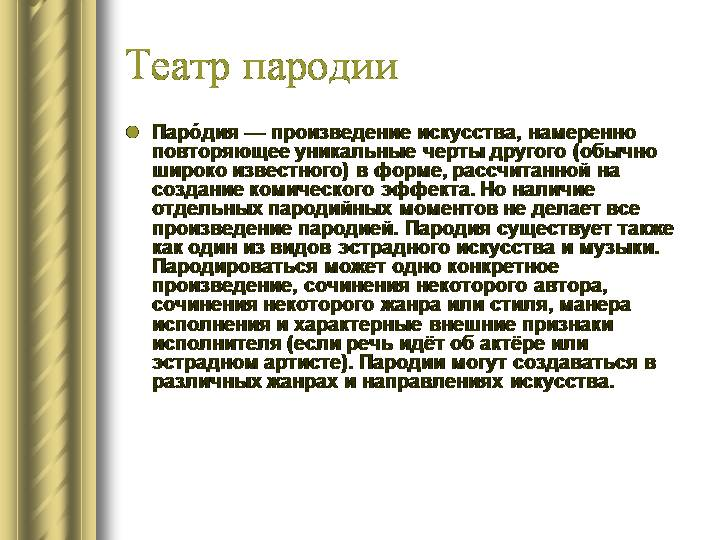 Театр пародии
Паро́дия — произведение искусства, намеренно
повторяющее уникальные черты другого (обычно
широко известного) в форме, рассчитанной на
создание комического эффекта. Но наличие
отдельных пародийных моментов не делает все
произведение пародией. Пародия существует также
как один из видов эстрадного искусства и музыки.
Пародироваться может одно конкретное
произведение, сочинения некоторого автора,
сочинения некоторого жанра или стиля, манера
исполнения и характерные внешние признаки
исполнителя (если речь идёт об актёре или
эстрадном артисте). Пародии могут создаваться в
различных жанрах и направлениях искусства.